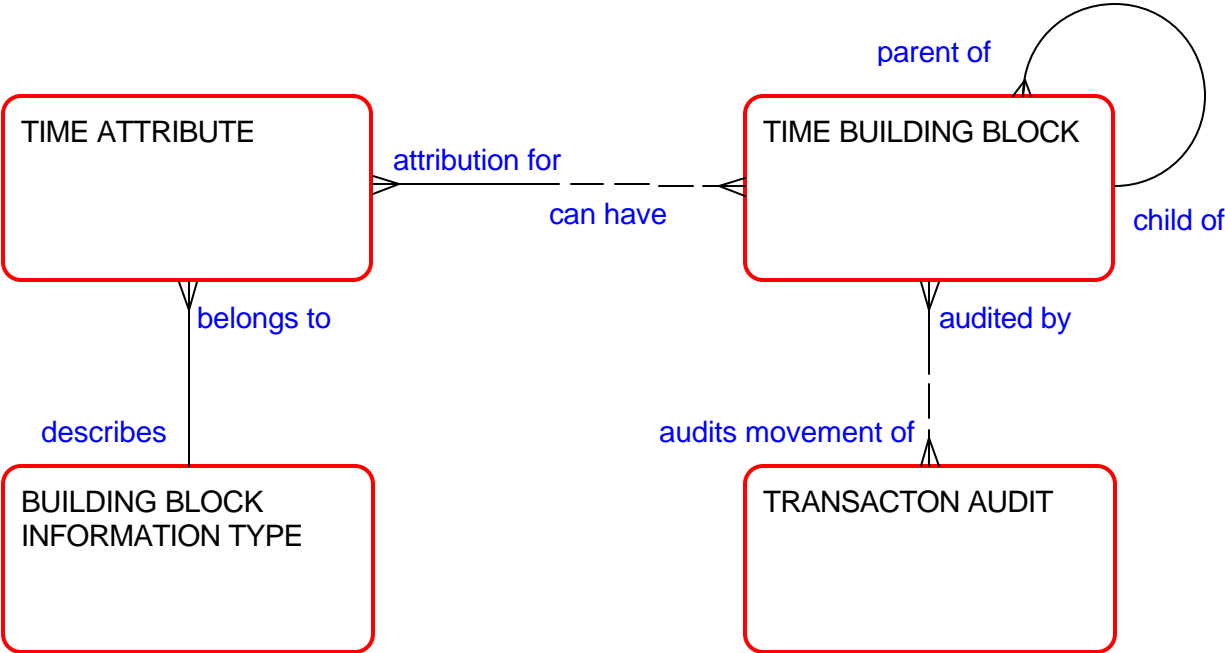 parent of
TIME ATTRIBUTE
TIME BUILDING BLOCK
attribution for
can have
child of
belongs to
audited by
describes
audits movement of
BUILDING BLOCK
INFORMATION TYPE
TRANSACTON AUDIT